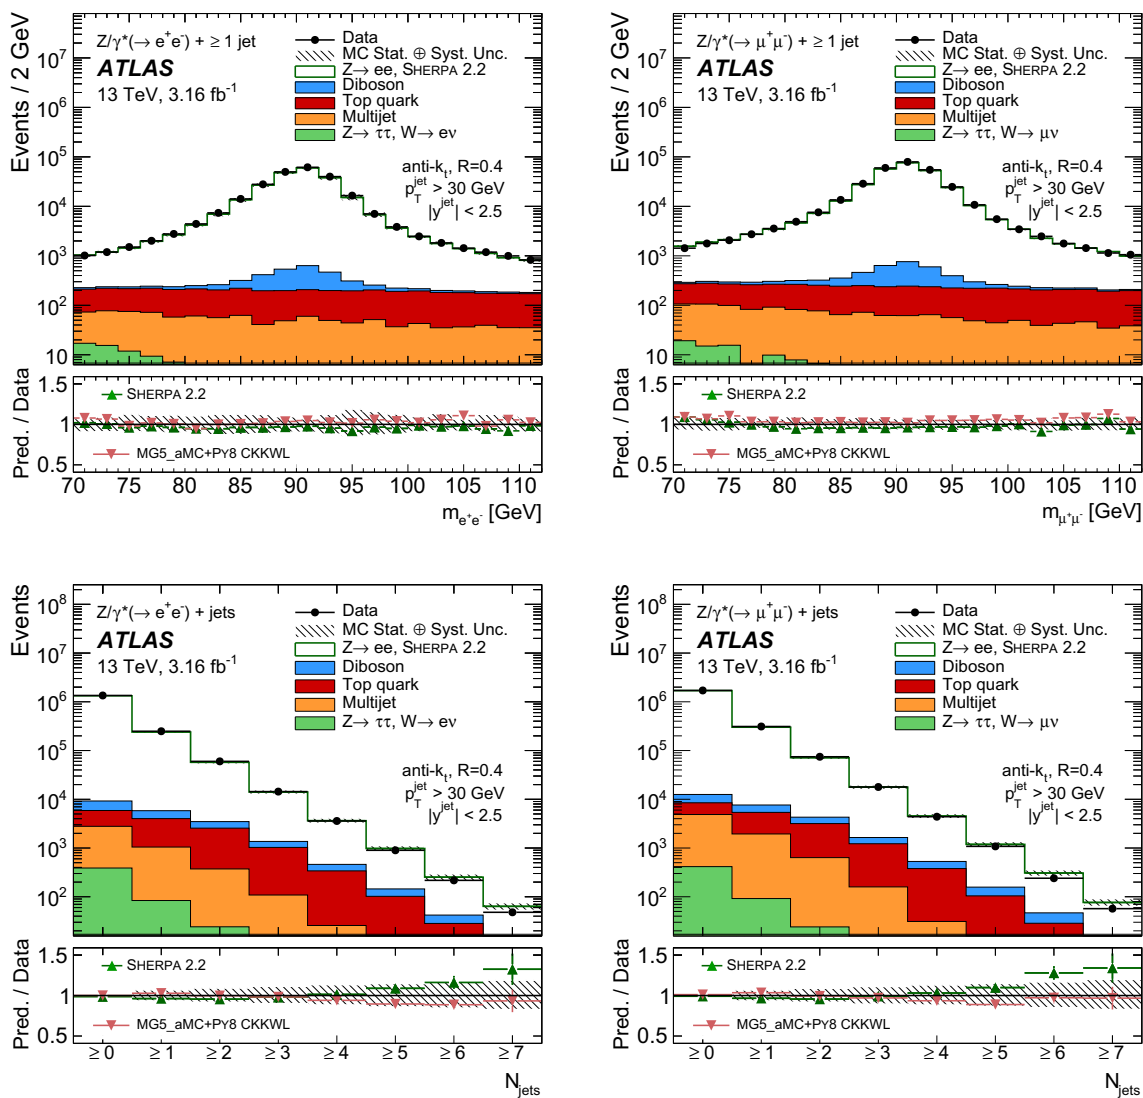 Events / 2 GeV
10⁷
10⁶
10⁵
10⁴
10³
10²
10
Z/γ*(→ e⁺e⁻) + ≥ 1 jet
ATLAS
13 TeV, 3.16 fb⁻¹
Data
MC Stat. ⊕ Syst. Unc.
Z→ ee, SHERPA 2.2
Diboson
Top quark
Multijet
Z→ ττ, W→ eν
anti-kₜ, R=0.4
p_T^jet > 30 GeV
|y^jet| < 2.5
Pred. / Data
1.5
1
0.5
SHERPA 2.2
MG5_aMC+PY8 CKKWL
70 75 80 85 90 95 100 105 110
m_e⁺e⁻ [GeV]
Events / 2 GeV
10⁷
10⁶
10⁵
10⁴
10³
10²
10
Z/γ*(→ μ⁺μ⁻) + ≥ 1 jet
ATLAS
13 TeV, 3.16 fb⁻¹
Data
MC Stat. ⊕ Syst. Unc.
Z→ ee, SHERPA 2.2
Diboson
Top quark
Multijet
Z→ ττ, W→ μν
anti-kₜ, R=0.4
p_T^jet > 30 GeV
|y^jet| < 2.5
Pred. / Data
1.5
1
0.5
SHERPA 2.2
MG5_aMC+PY8 CKKWL
70 75 80 85 90 95 100 105 110
m_μ⁺μ⁻ [GeV]
Events
10⁸
10⁷
10⁶
10⁵
10⁴
10³
10²
Z/γ*(→ e⁺e⁻) + jets
ATLAS
13 TeV, 3.16 fb⁻¹
Data
MC Stat. ⊕ Syst. Unc.
Z→ ee, SHERPA 2.2
Diboson
Top quark
Multijet
Z→ ττ, W→ eν
anti-kₜ, R=0.4
p_T^jet > 30 GeV
|y^jet| < 2.5
Pred. / Data
1.5
1
0.5
SHERPA 2.2
MG5_aMC+PY8 CKKWL
≥ 0 ≥ 1 ≥ 2 ≥ 3 ≥ 4 ≥ 5 ≥ 6 ≥ 7
N_jets
Events
10⁸
10⁷
10⁶
10⁵
10⁴
10³
10²
Z/γ*(→ μ⁺μ⁻) + jets
ATLAS
13 TeV, 3.16 fb⁻¹
Data
MC Stat. ⊕ Syst. Unc.
Z→ ee, SHERPA 2.2
Diboson
Top quark
Multijet
Z→ ττ, W→ μν
anti-kₜ, R=0.4
p_T^jet > 30 GeV
|y^jet| < 2.5
Pred. / Data
1.5
1
0.5
SHERPA 2.2
MG5_aMC+PY8 CKKWL
≥ 0 ≥ 1 ≥ 2 ≥ 3 ≥ 4 ≥ 5 ≥ 6 ≥ 7
N_jets